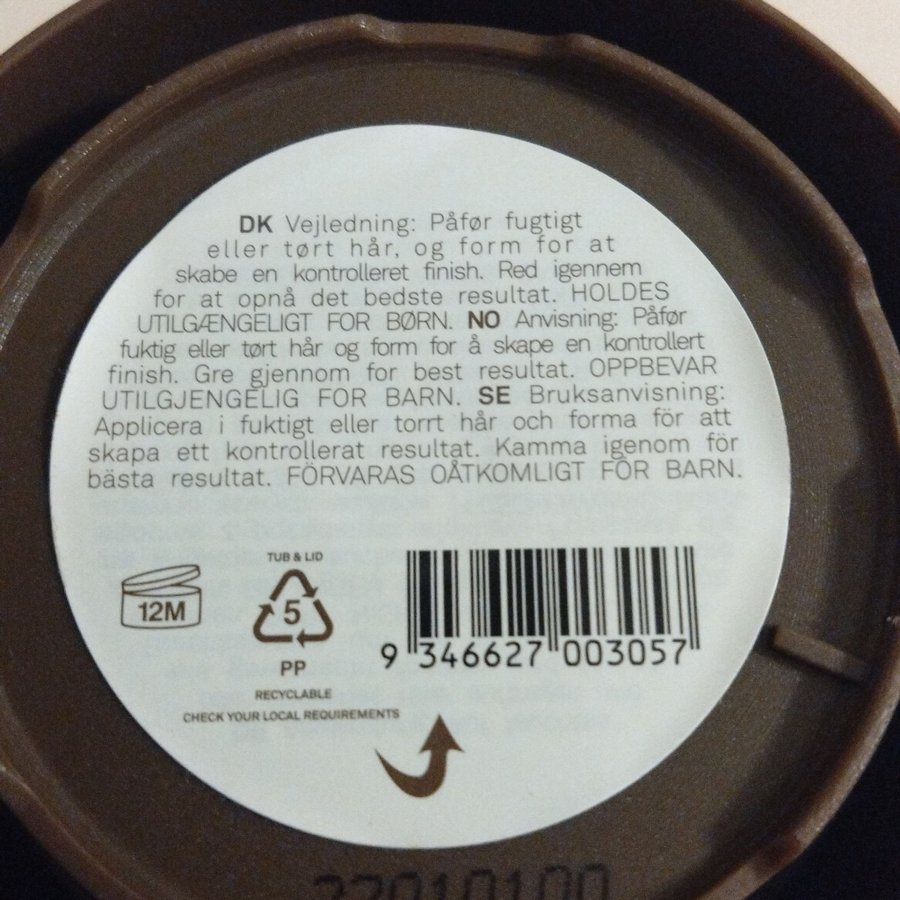 DK Vejledning: Påfør fugtigt
eller tørt hår, og form for at
skabe en kontrolleret finish. Red igennem
for at opnå det bedste resultat. HOLDES
UTILGÆNGELIGT FOR BØRN. NO Anvisning: Påfør
fuktig eller tørt hår og form for å skape en kontrollert
finish. Gre gjennom for best resultat. OPPBEVAR
UTILGJENGELIG FOR BARN. SE Bruksanvisning:
Applicera i fuktigt eller torrt hår och forma för att
skapa ett kontrollerat resultat. Kamma igenom för
bästa resultat. FÖRVARAS OÅTKOMLIGT FÖR BARN.
12M
TUB & LID
5
PP
RECYCLABLE
CHECK YOUR LOCAL REQUIREMENTS
9 346627 003057